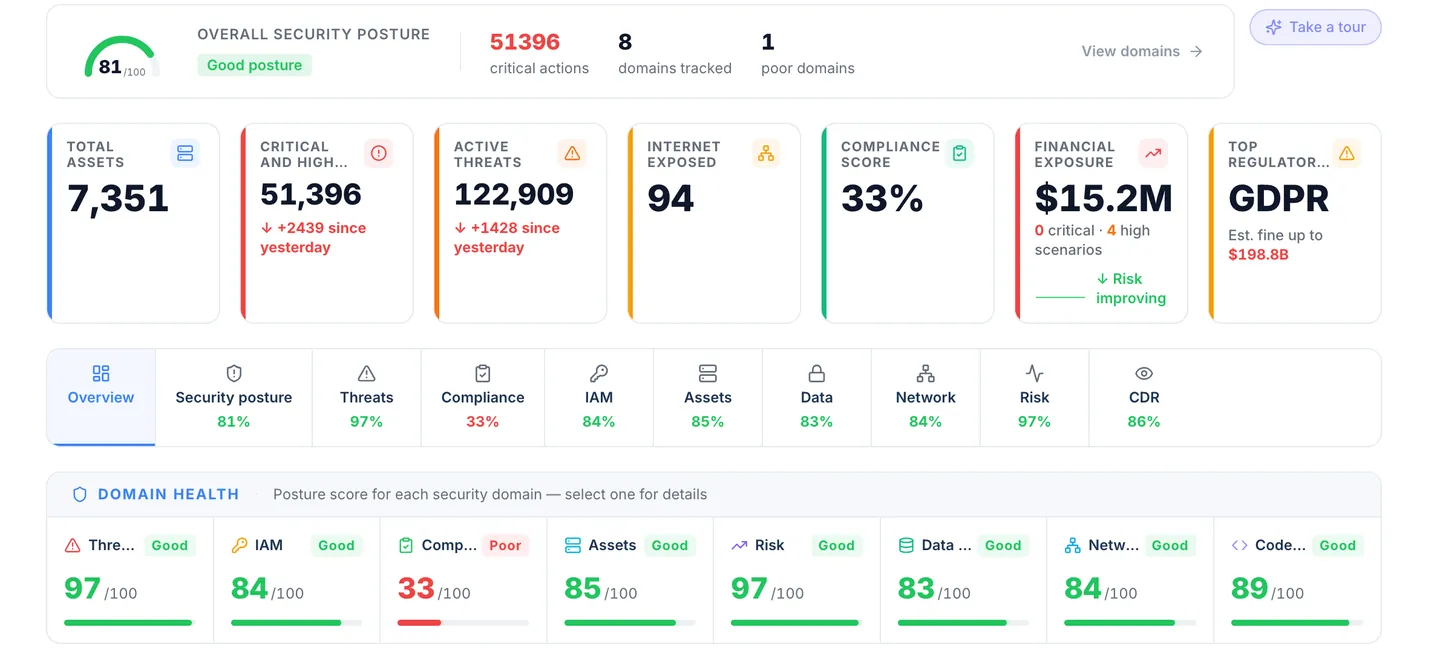 OVERALL SECURITY POSTURE
81/100
Good posture
51396
critical actions
8
domains tracked
1
poor domains
View domains →
Take a tour
TOTAL
ASSETS
7,351
CRITICAL
AND HIGH...
51,396
↓ +2439 since
yesterday
ACTIVE
THREATS
122,909
↓ +1428 since
yesterday
INTERNET
EXPOSED
94
COMPLIANCE
SCORE
33%
FINANCIAL
EXPOSURE
$15.2M
0 critical · 4 high
scenarios
↓ Risk
improving
TOP
REGULATOR...
GDPR
Est. fine up to
$198.8B
Overview
Security posture
81%
Threats
97%
Compliance
33%
IAM
84%
Assets
85%
Data
83%
Network
84%
Risk
97%
CDR
86%
DOMAIN HEALTH · Posture score for each security domain — select one for details
Thre... Good
97/100
IAM Good
84/100
Comp... Poor
33/100
Assets Good
85/100
Risk Good
97/100
Data ... Good
83/100
Netw... Good
84/100
Code... Good
89/100